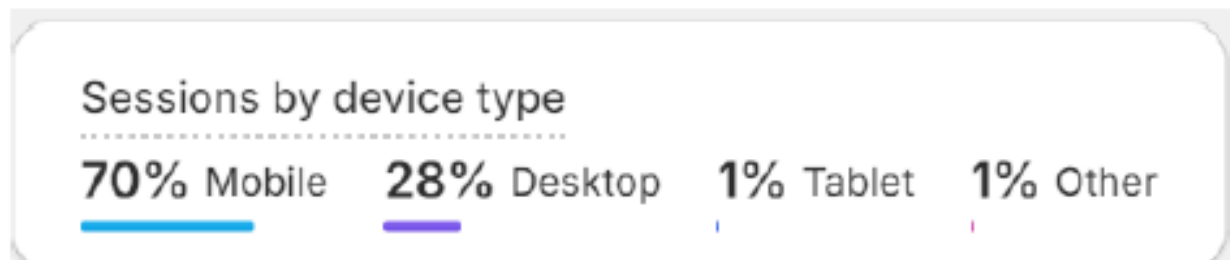 Sessions by device type
70% Mobile 28% Desktop 1% Tablet 1% Other